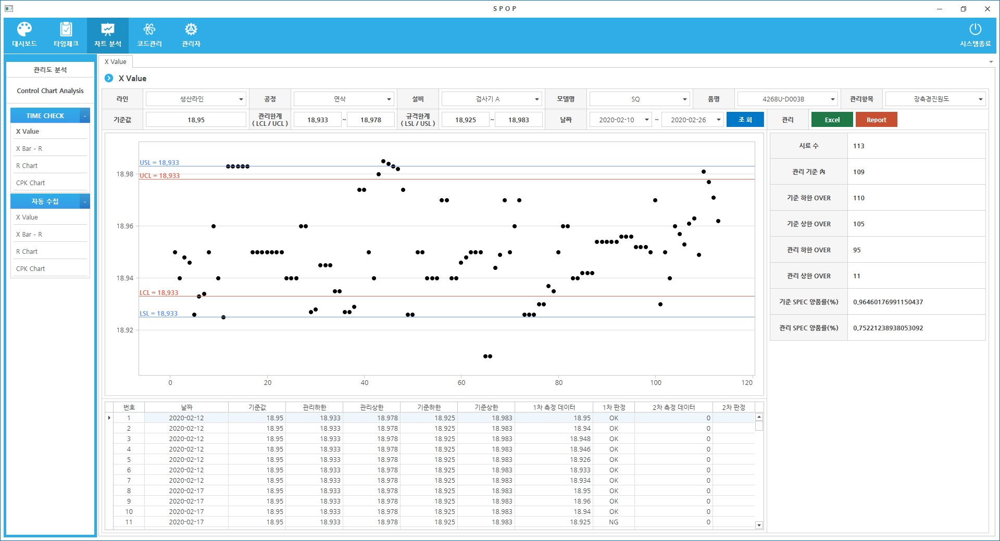 SPOP
대시보드 타임체크 차트 분석 코드관리 관리자 시스템종료
관리도 분석
Control Chart Analysis
TIME CHECK -
X Value
X Bar - R
R Chart
CPK Chart
자동 수집 -
X Value
X Bar - R
R Chart
CPK Chart
X Value
X Value
라인 생산라인 공정 연삭 설비 검사기 A 모델명 SQ 품명 4268U-D003B 관리항목 장축경진원도
기준값 18,95 관리한계 ( LCL / UCL ) 18,933 ~ 18,978 규격한계 ( LSL / USL ) 18,925 ~ 18,983 날짜 2020-02-10 ~ 2020-02-26 조 회 관리 Excel Report
USL = 18,933
18.98
UCL = 18,933
18.96
18.94
LCL = 18,933
LSL = 18,933
18.92
0 20 40 60 80 100 120
시료 수 113
관리 기준 內 109
기준 하한 OVER 110
기준 상한 OVER 105
관리 하한 OVER 95
관리 상한 OVER 11
기준 SPEC 양품률(%) 0,96460176991150437
관리 SPEC 양품률(%) 0,75221238938053092
번호 날짜 기준값 관리하한 관리상한 기준하한 기준상한 1차 측정 데이터 1차 판정 2차 측정 데이터 2차 판정
1 2020-02-12 18.95 18.933 18.978 18.925 18.983 18.95 OK 0
2 2020-02-12 18.95 18.933 18.978 18.925 18.983 18.94 OK 0
3 2020-02-12 18.95 18.933 18.978 18.925 18.983 18.948 OK 0
4 2020-02-12 18.95 18.933 18.978 18.925 18.983 18.946 OK 0
5 2020-02-12 18.95 18.933 18.978 18.925 18.983 18.926 OK 0
6 2020-02-12 18.95 18.933 18.978 18.925 18.983 18.933 OK 0
7 2020-02-12 18.95 18.933 18.978 18.925 18.983 18.934 OK 0
8 2020-02-17 18.95 18.933 18.978 18.925 18.983 18.95 OK 0
9 2020-02-17 18.95 18.933 18.978 18.925 18.983 18.96 OK 0
10 2020-02-17 18.95 18.933 18.978 18.925 18.983 18.94 OK 0
11 2020-02-17 18.95 18.933 18.978 18.925 18.983 18.925 NG 0